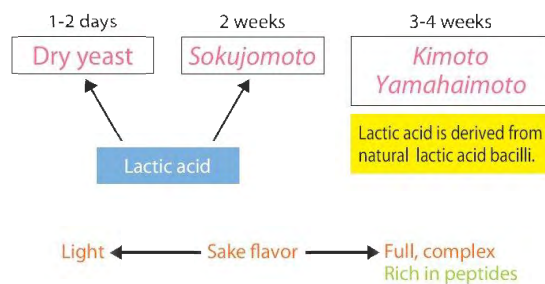 1-2 days
2 weeks
3-4 weeks
Dry yeast
Sokujomoto
Kimoto
Yamahaimoto
Lactic acid is derived from
natural lactic acid bacilli.
Lactic acid
Light
Sake flavor
Full, complex
Rich in peptides